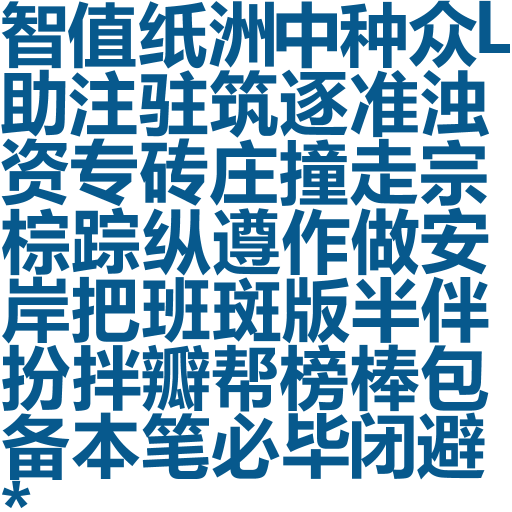 智值纸洲中种众L
助注驻筑逐准浊
资专砖庄撞走宗
棕踪纵遵作做安
岸把班斑版半伴
扮拌瓣帮榜棒包
备本笔必毕闭避
*